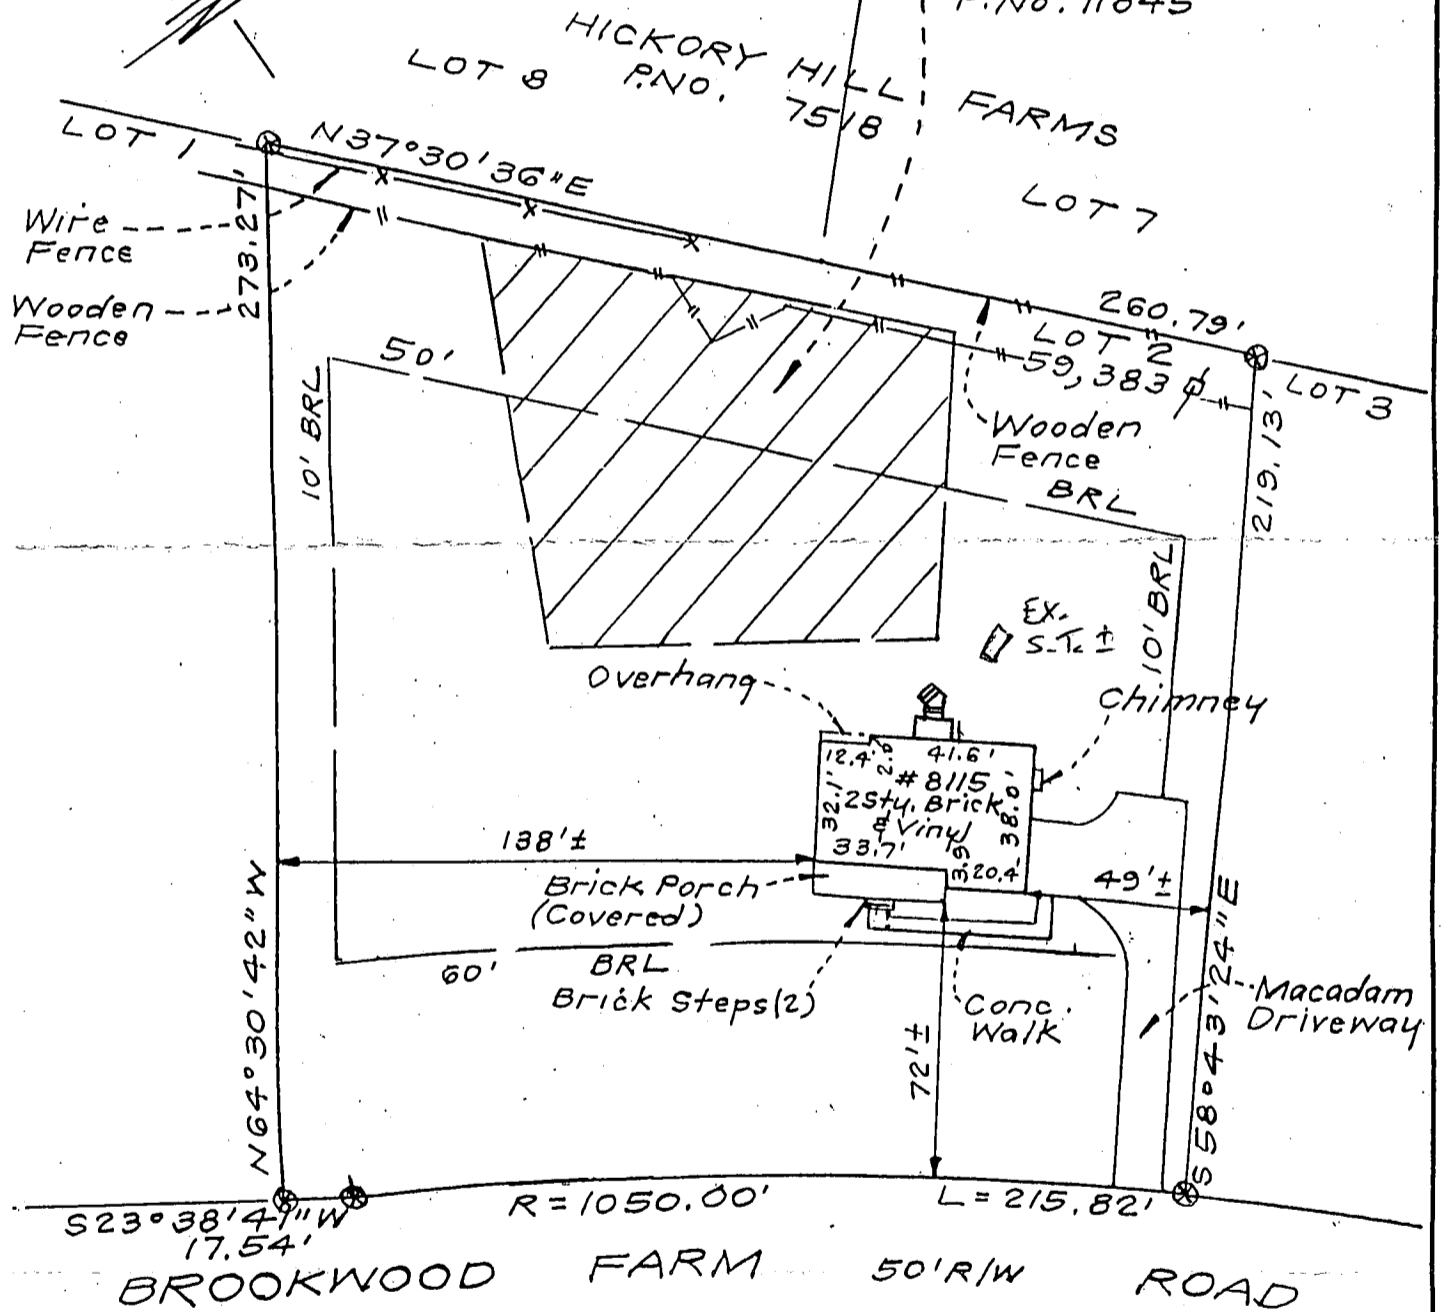 P.No. 11645
HICKORY HILL FARMS
LOT 8
P.NO. 7518
LOT 1
N37°30'36"E
LOT 7
Wire
Fence
273.27'
Wooden
Fence
260.79'
LOT 2
59,383
LOT 3
50'
10' BRL
Wooden
Fence
BRL
219.13'
EX.
S.T. ±
10' BRL
Overhang
Chimney
12.4'
2.0'
41.6'
# 8115
2 Sty. Brick
& Vinyl
32.1'
38.0'
33.7'
3.9'
20.4
138'±
49'±
Brick Porch
(Covered)
60'
BRL
Brick Steps (2)
Conc.
Walk
Macadam
Driveway
72'±
N64°30'42"W
S58°43'24"E
R=1050.00'
L=215.82'
S23°38'41"W
17.54'
BROOKWOOD FARM 50'R/W ROAD